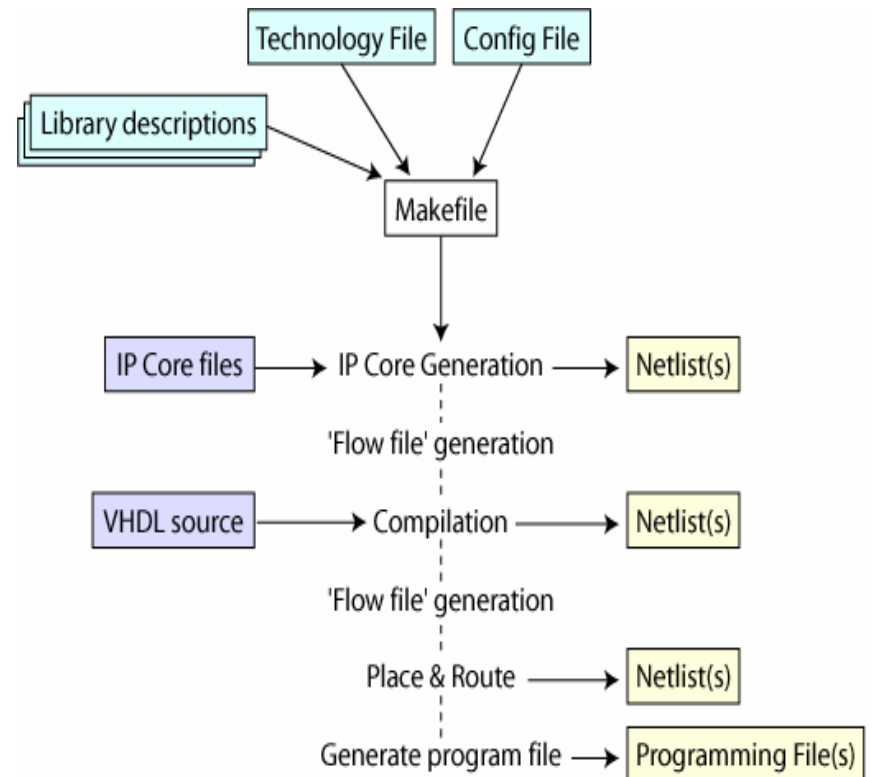 Technology File
Config File
Library descriptions
Makefile
IP Core files
IP Core Generation
Netlist(s)
'Flow file' generation
VHDL source
Compilation
Netlist(s)
'Flow file' generation
Place & Route
Netlist(s)
Generate program file
Programming File(s)